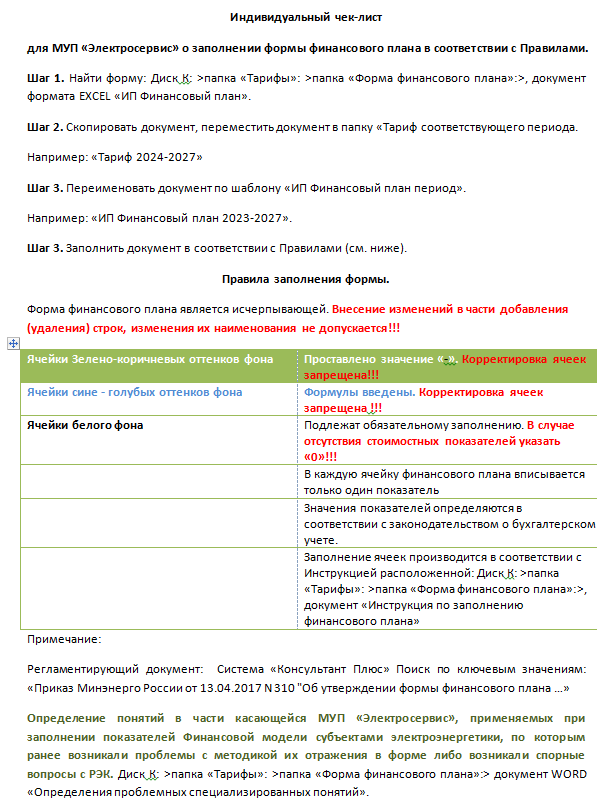 Индивидуальный чек-лист
для МУП «Электросервис» о заполнении формы финансового плана в соответствии с Правилами.
Шаг 1. Найти форму: Диск К: >папка «Тарифы»: >папка «Форма финансового плана»:>, документ
формата EXCEL «ИП Финансовый план».
Шаг 2. Скопировать документ, переместить документ в папку «Тариф соответствующего периода.
Например: «Тариф 2024-2027»
Шаг 3. Переименовать документ по шаблону «ИП Финансовый план период».
Например: «ИП Финансовый план 2023-2027».
Шаг 3. Заполнить документ в соответствии с Правилами (см. ниже).
Правила заполнения формы.
Форма финансового плана является исчерпывающей. Внесение изменений в части добавления
(удаления) строк, изменения их наименования не допускается!!!
Ячейки Зелено-коричневых оттенков фона
Проставлено значение «-». Корректировка ячеек
запрещена!!!
Ячейки сине - голубых оттенков фона
Формулы введены. Корректировка ячеек
запрещена !!!
Ячейки белого фона
Подлежат обязательному заполнению. В случае
отсутствия стоимостных показателей указать
«0»!!!
В каждую ячейку финансового плана вписывается
только один показатель
Значения показателей определяются в
соответствии с законодательством о бухгалтерском
учете.
Заполнение ячеек производится в соответствии с
Инструкцией расположенной: Диск К: >папка
«Тарифы»: >папка «Форма финансового плана»:>,
документ «Инструкция по заполнению
финансового плана»
Примечание:
Регламентирующий документ: Система «Консультант Плюс» Поиск по ключевым значениям:
«Приказ Минэнерго России от 13.04.2017 N 310 "Об утверждении формы финансового плана ...»
Определение понятий в части касающейся МУП «Электросервис», применяемых при
заполнении показателей Финансовой модели субъектами электроэнергетики, по которым
ранее возникали проблемы с методикой их отражения в форме либо возникали спорные
вопросы с РЭК. Диск К: >папка «Тарифы»: >папка «Форма финансового плана»:> документ WORD
«Определения проблемных специализированных понятий».